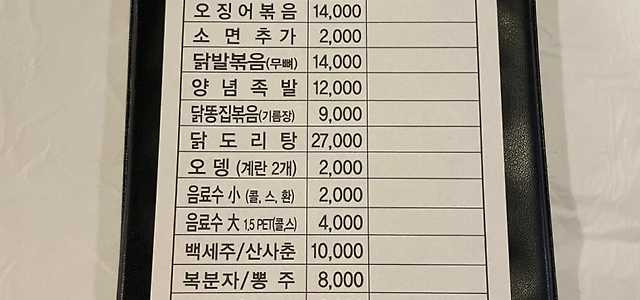 오징어볶음 14,000
소면추가 2,000
닭발볶음(무뼈) 14,000
양념족발 12,000
닭똥집볶음(기름장) 9,000
닭도리탕 27,000
오뎅 (계란 2개) 2,000
음료수 小 (콜, 스, 환) 2,000
음료수 大 1.5 PET(콜,스) 4,000
백세주/산사춘 10,000
복분자/뽕주 8,000